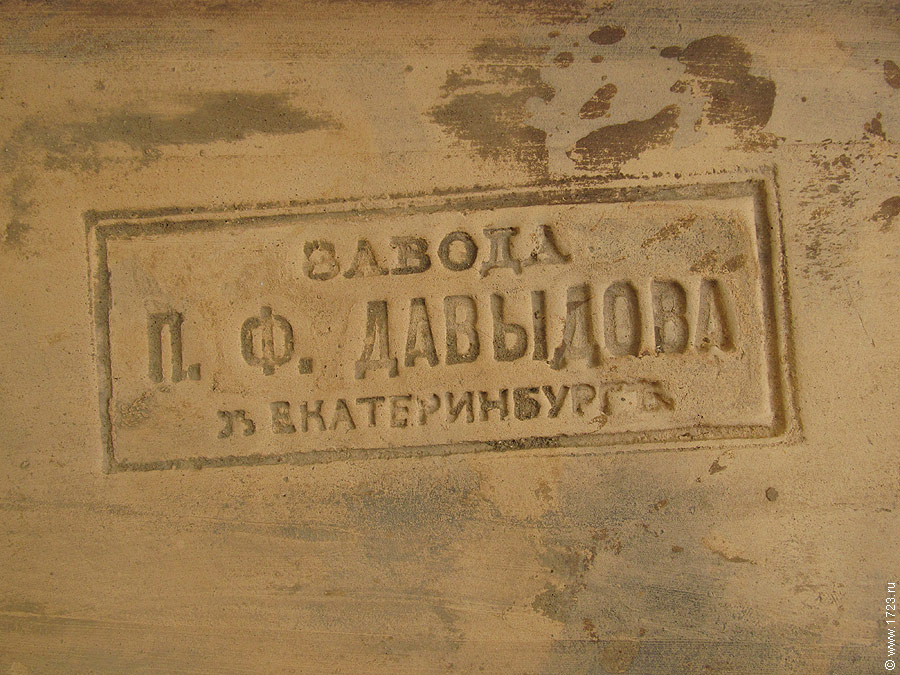 ЗАВОДА
П. Ф. ДАВЫДОВА
въ ЕКАТЕРИНБУРГѢ
© www.1723.ru